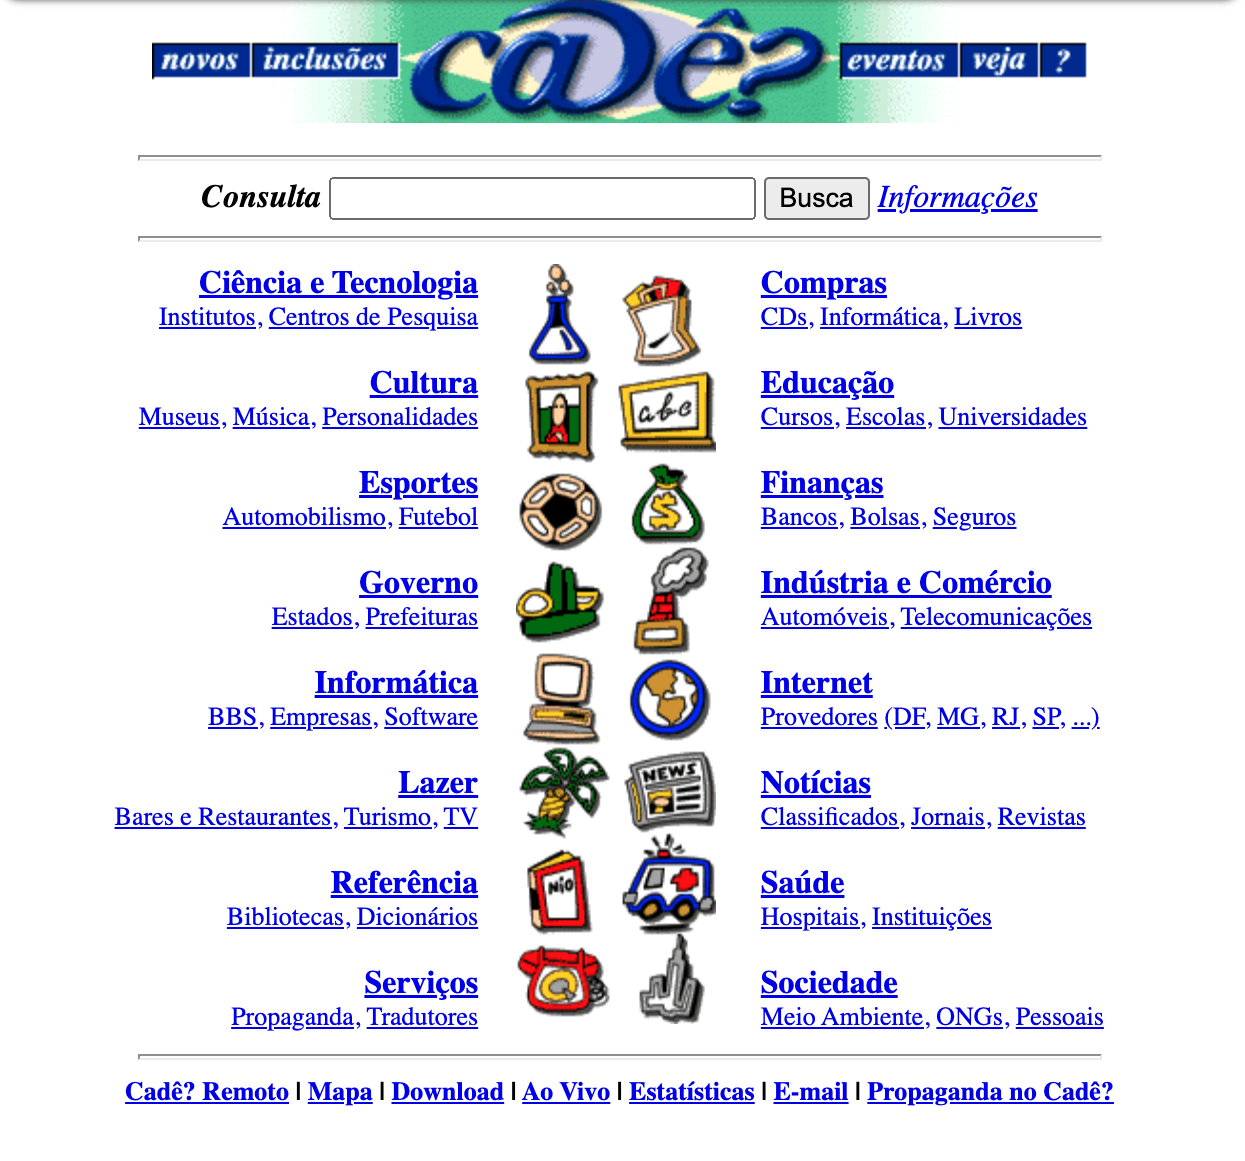 novos inclusões cadê? eventos veja ?
Consulta Busca Informações
Ciência e Tecnologia
Institutos, Centros de Pesquisa
Compras
CDs, Informática, Livros
Cultura
Museus, Música, Personalidades
abc
Educação
Cursos, Escolas, Universidades
Esportes
Automobilismo, Futebol
$
Finanças
Bancos, Bolsas, Seguros
Governo
Estados, Prefeituras
Indústria e Comércio
Automóveis, Telecomunicações
Informática
BBS, Empresas, Software
Internet
Provedores (DF, MG, RJ, SP, ...)
Lazer
Bares e Restaurantes, Turismo, TV
NEWS
Notícias
Classificados, Jornais, Revistas
Referência
Bibliotecas, Dicionários
NIO
Saúde
Hospitais, Instituições
Serviços
Propaganda, Tradutores
Sociedade
Meio Ambiente, ONGs, Pessoais
Cadê? Remoto | Mapa | Download | Ao Vivo | Estatísticas | E-mail | Propaganda no Cadê?